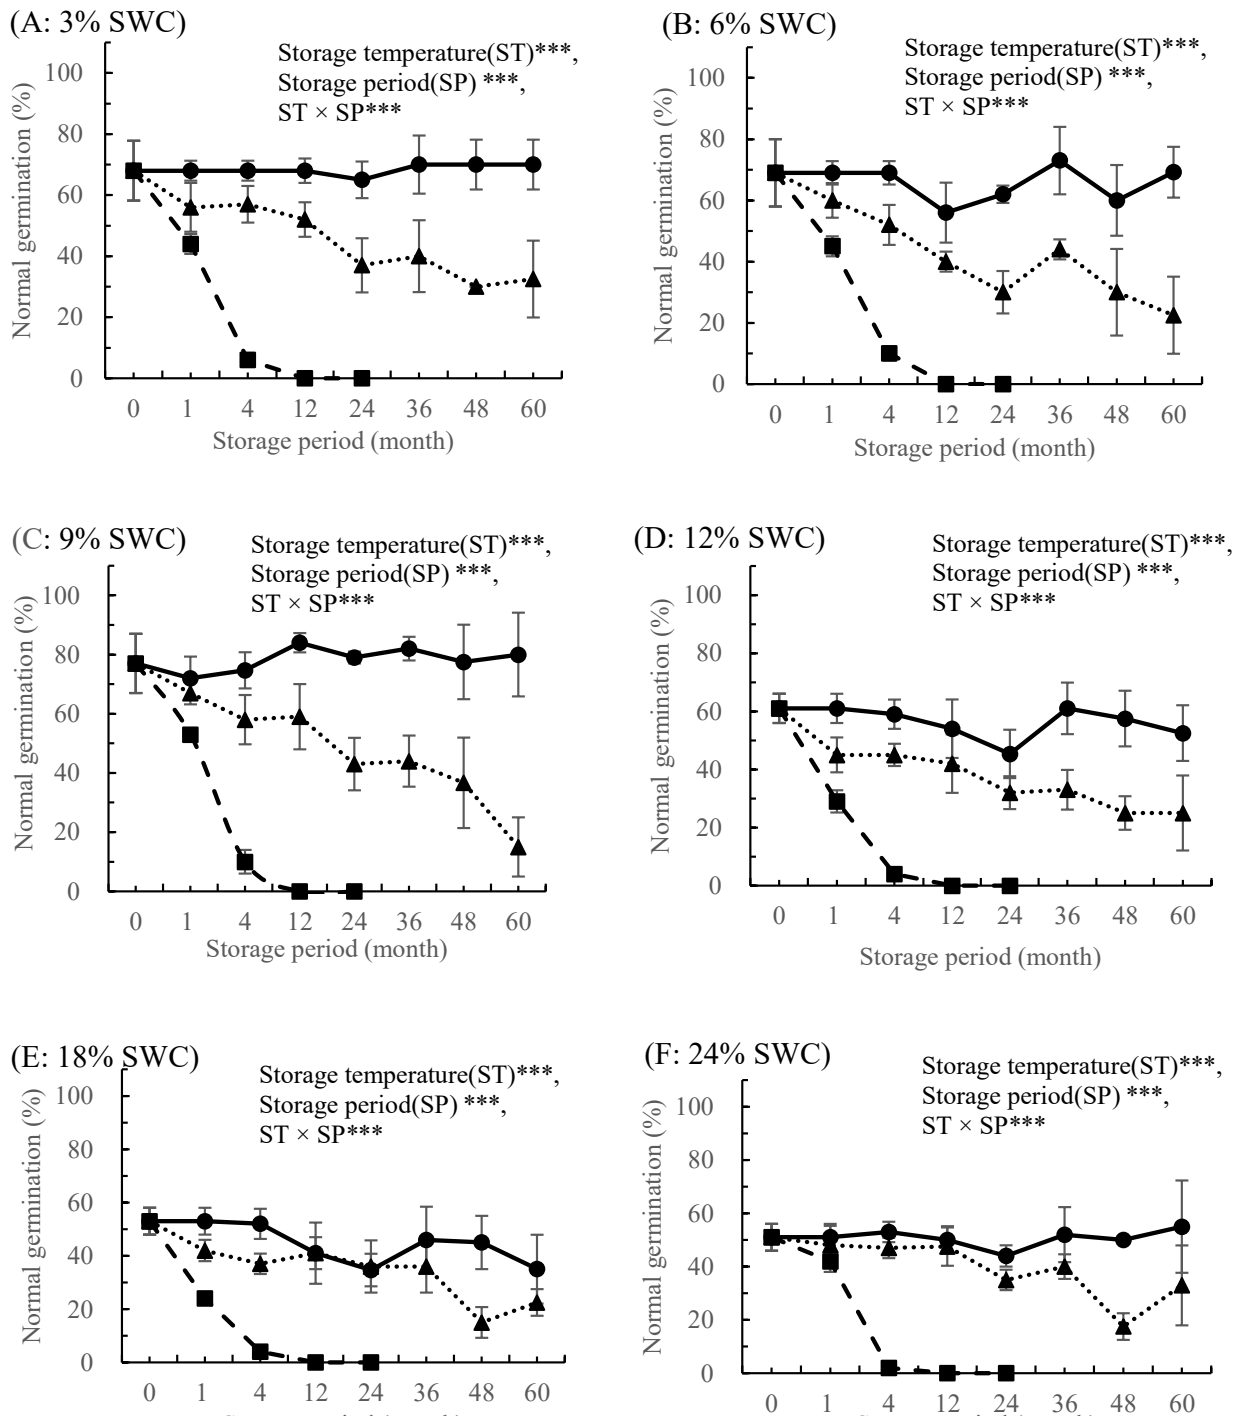 (A: 3% SWC)
Storage temperature(ST)***,
Storage period(SP) ***,
ST × SP***
Normal germination (%)
100
80
60
40
20
0
0 1 4 12 24 36 48 60
Storage period (month)
(B: 6% SWC)
Storage temperature(ST)***,
Storage period(SP) ***,
ST × SP***
Normal germination (%)
100
80
60
40
20
0
0 1 4 12 24 36 48 60
Storage period (month)
(C: 9% SWC)
Storage temperature(ST)***,
Storage period(SP) ***,
ST × SP***
Normal germination (%)
100
80
60
40
20
0
0 1 4 12 24 36 48 60
Storage period (month)
(D: 12% SWC)
Storage temperature(ST)***,
Storage period(SP) ***,
ST × SP***
Normal germination (%)
100
80
60
40
20
0
0 1 4 12 24 36 48 60
Storage period (month)
(E: 18% SWC)
Storage temperature(ST)***,
Storage period(SP) ***,
ST × SP***
Normal germination (%)
100
80
60
40
20
0
0 1 4 12 24 36 48 60
(F: 24% SWC)
Storage temperature(ST)***,
Storage period(SP) ***,
ST × SP***
Normal germination (%)
100
80
60
40
20
0
0 1 4 12 24 36 48 60